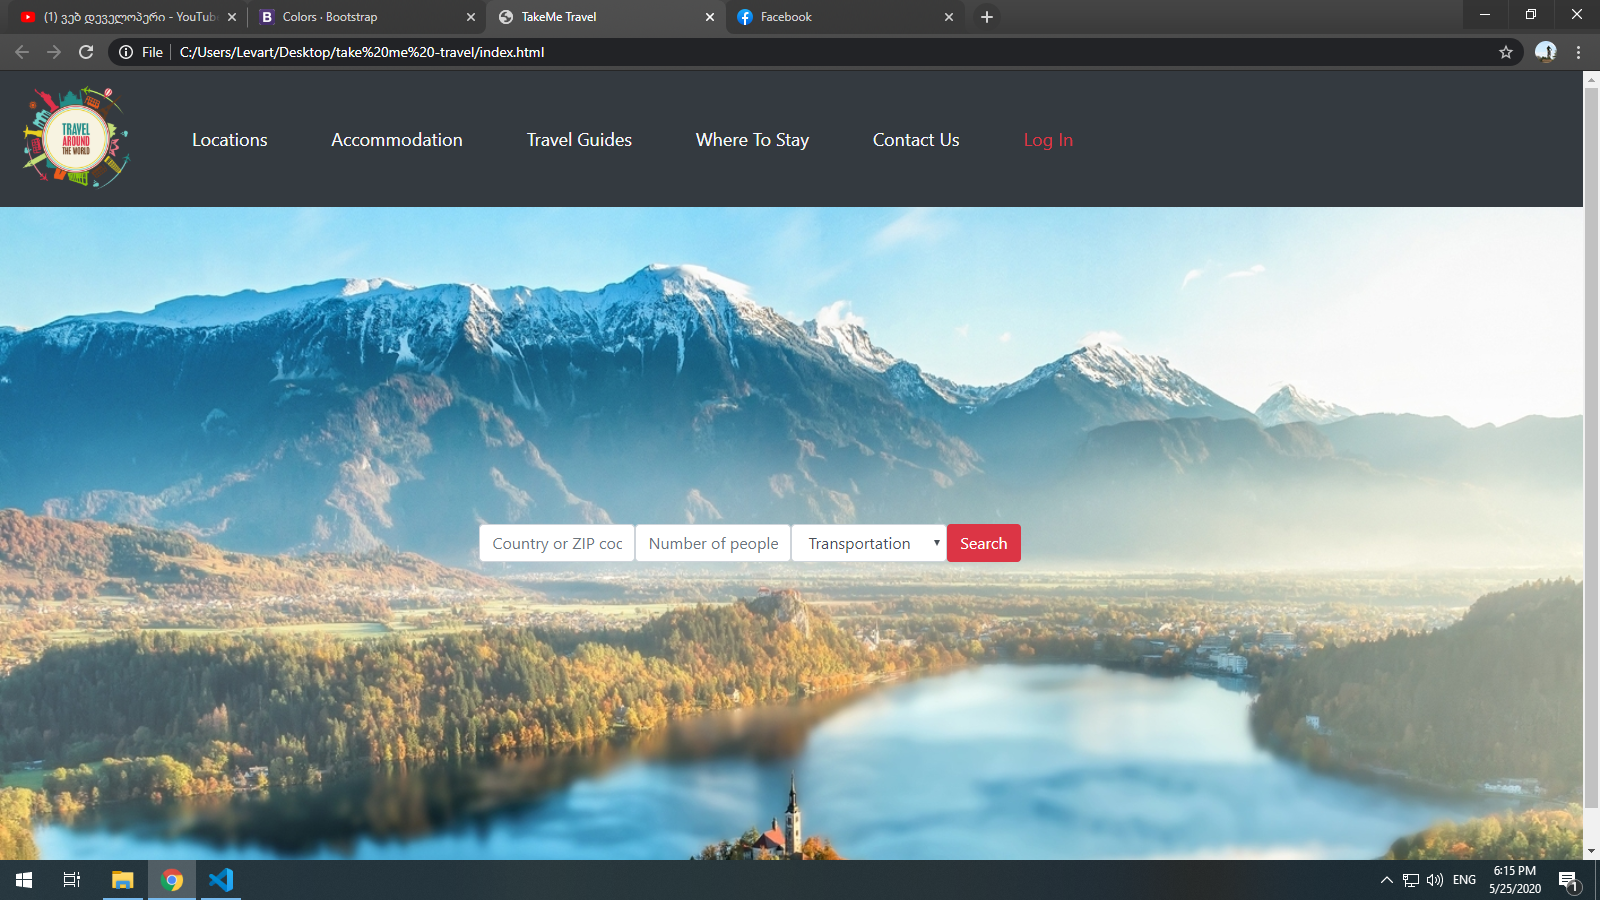 (1) ვებ დეველოპერი - YouTub
Colors · Bootstrap
TakeMe Travel
Facebook
File
C:/Users/Levart/Desktop/take%20me%20-travel/index.html
TRAVEL
AROUND
THE WORLD
Locations
Accommodation
Travel Guides
Where To Stay
Contact Us
Log In
Country or ZIP coc
Number of people
Transportation
Search
ENG
6:15 PM
5/25/2020
1